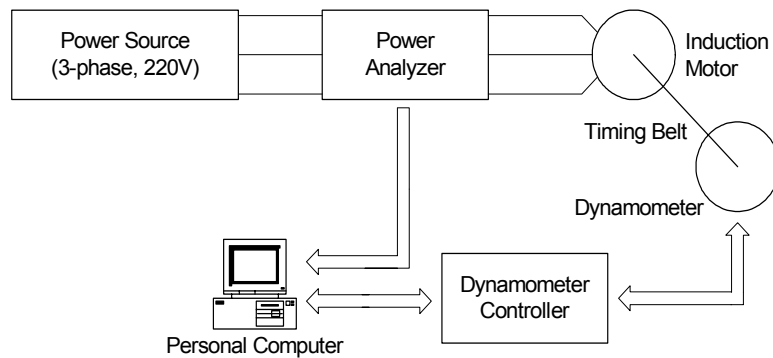 Power Source
(3-phase, 220V)
Power
Analyzer
Induction
Motor
Timing Belt
Dynamometer
Dynamometer
Controller
Personal Computer